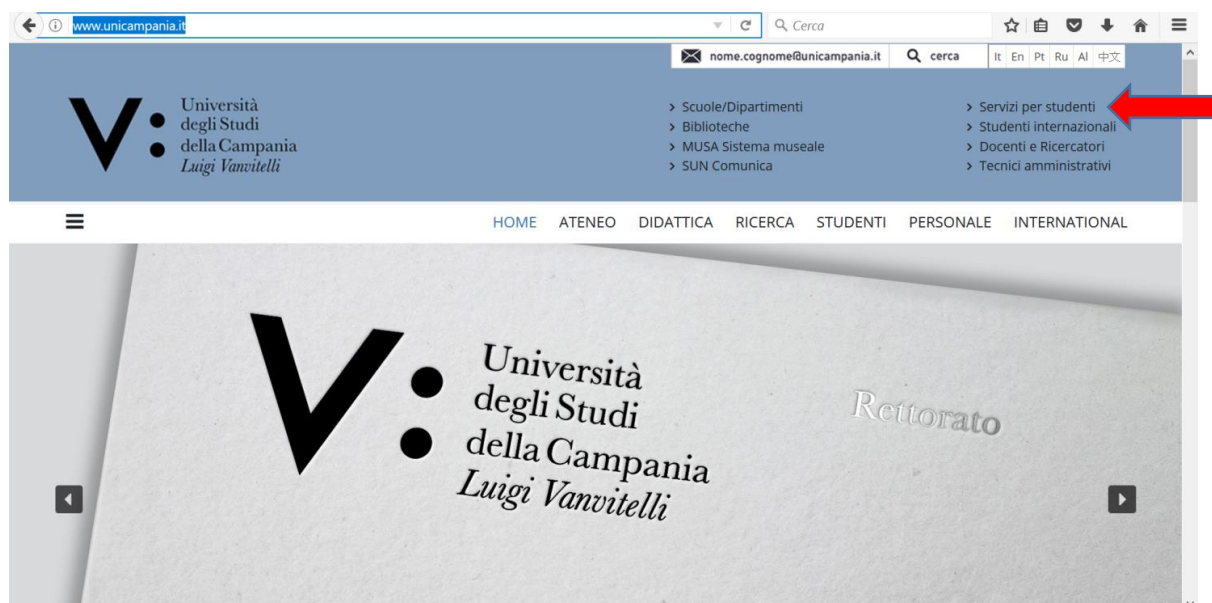 www.unicampania.it
Cerca
nome.cognome@unicampania.it
cerca
It En Pt Ru Al 中文
Università
degli Studi
della Campania
Luigi Vanvitelli
> Scuole/Dipartimenti
> Biblioteche
> MUSA Sistema museale
> SUN Comunica
> Servizi per studenti
> Studenti internazionali
> Docenti e Ricercatori
> Tecnici amministrativi
HOME ATENEO DIDATTICA RICERCA STUDENTI PERSONALE INTERNATIONAL
V:
Università
degli Studi
della Campania
Luigi Vanvitelli
Rettorato